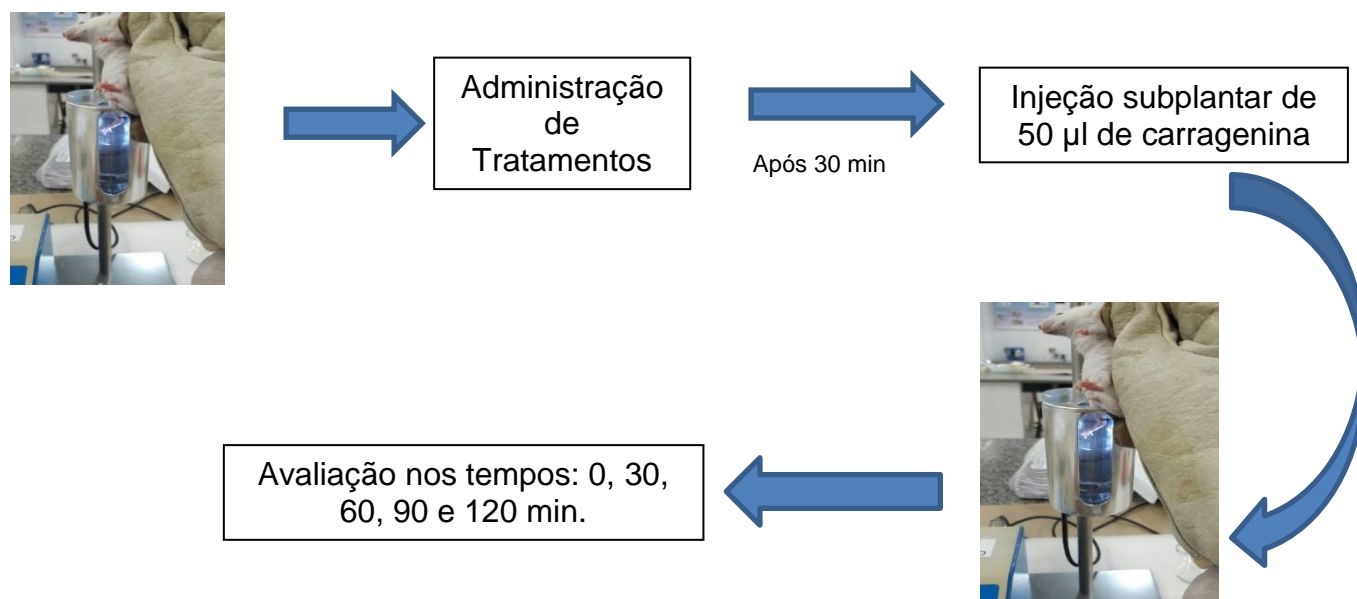 Administração
de
Tratamentos
Após 30 min
Injeção subplantar de
50 µl de carragenina
Avaliação nos tempos: 0, 30,
60, 90 e 120 min.